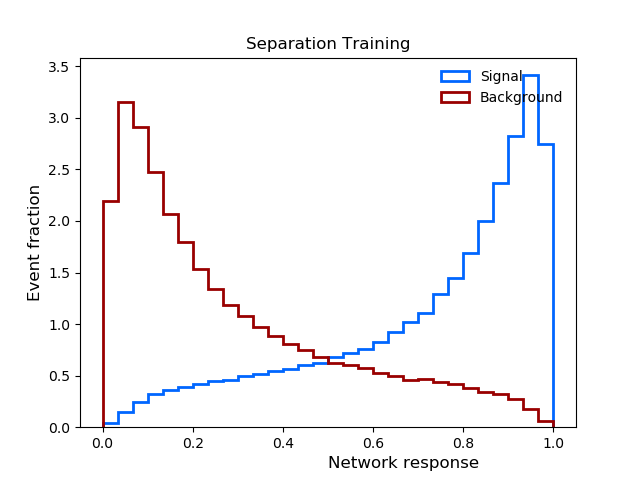 Separation Training
Signal
Background
Event fraction
3.5
3.0
2.5
2.0
1.5
1.0
0.5
0.0
0.0 0.2 0.4 0.6 0.8 1.0
Network response